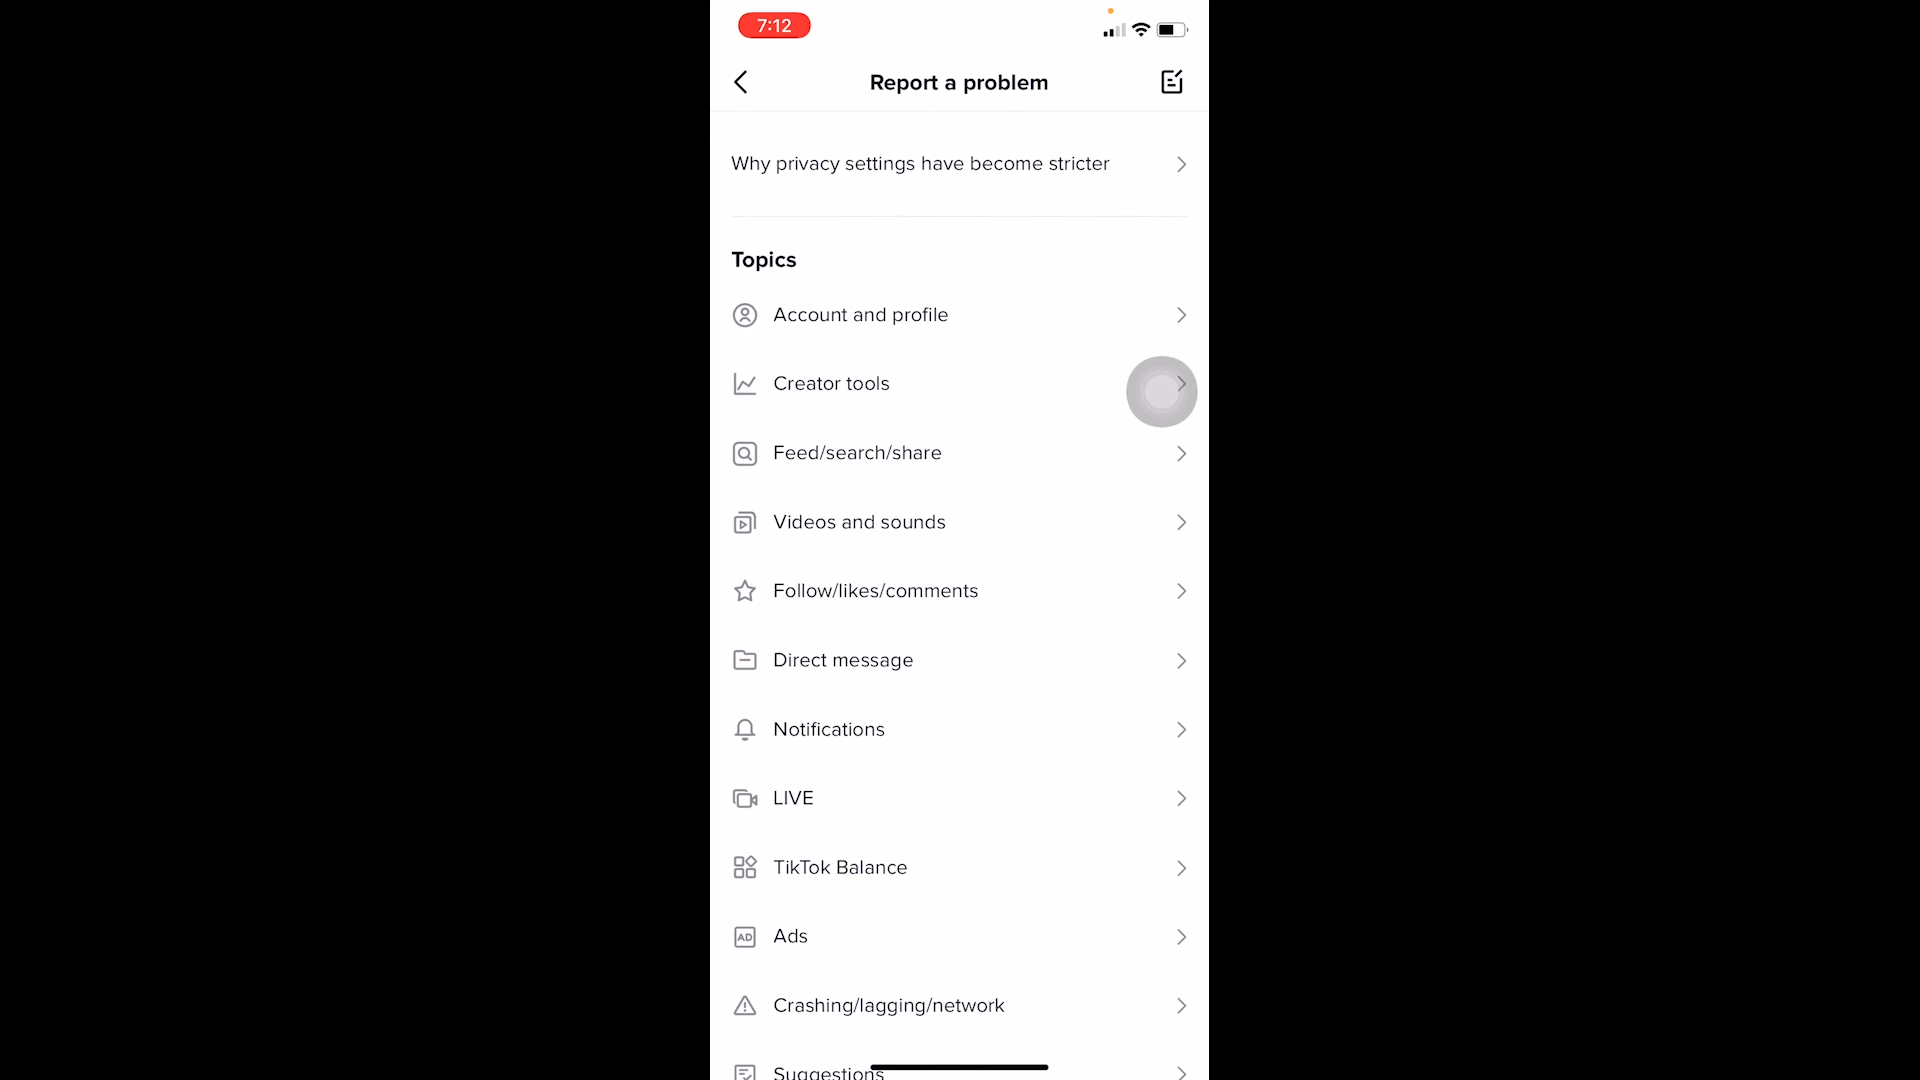 7:12
Report a problem
Why privacy settings have become stricter
Topics
Account and profile
Creator tools
Feed/search/share
Videos and sounds
Follow/likes/comments
Direct message
Notifications
LIVE
TikTok Balance
AD
Ads
Crashing/lagging/network
Suggestions